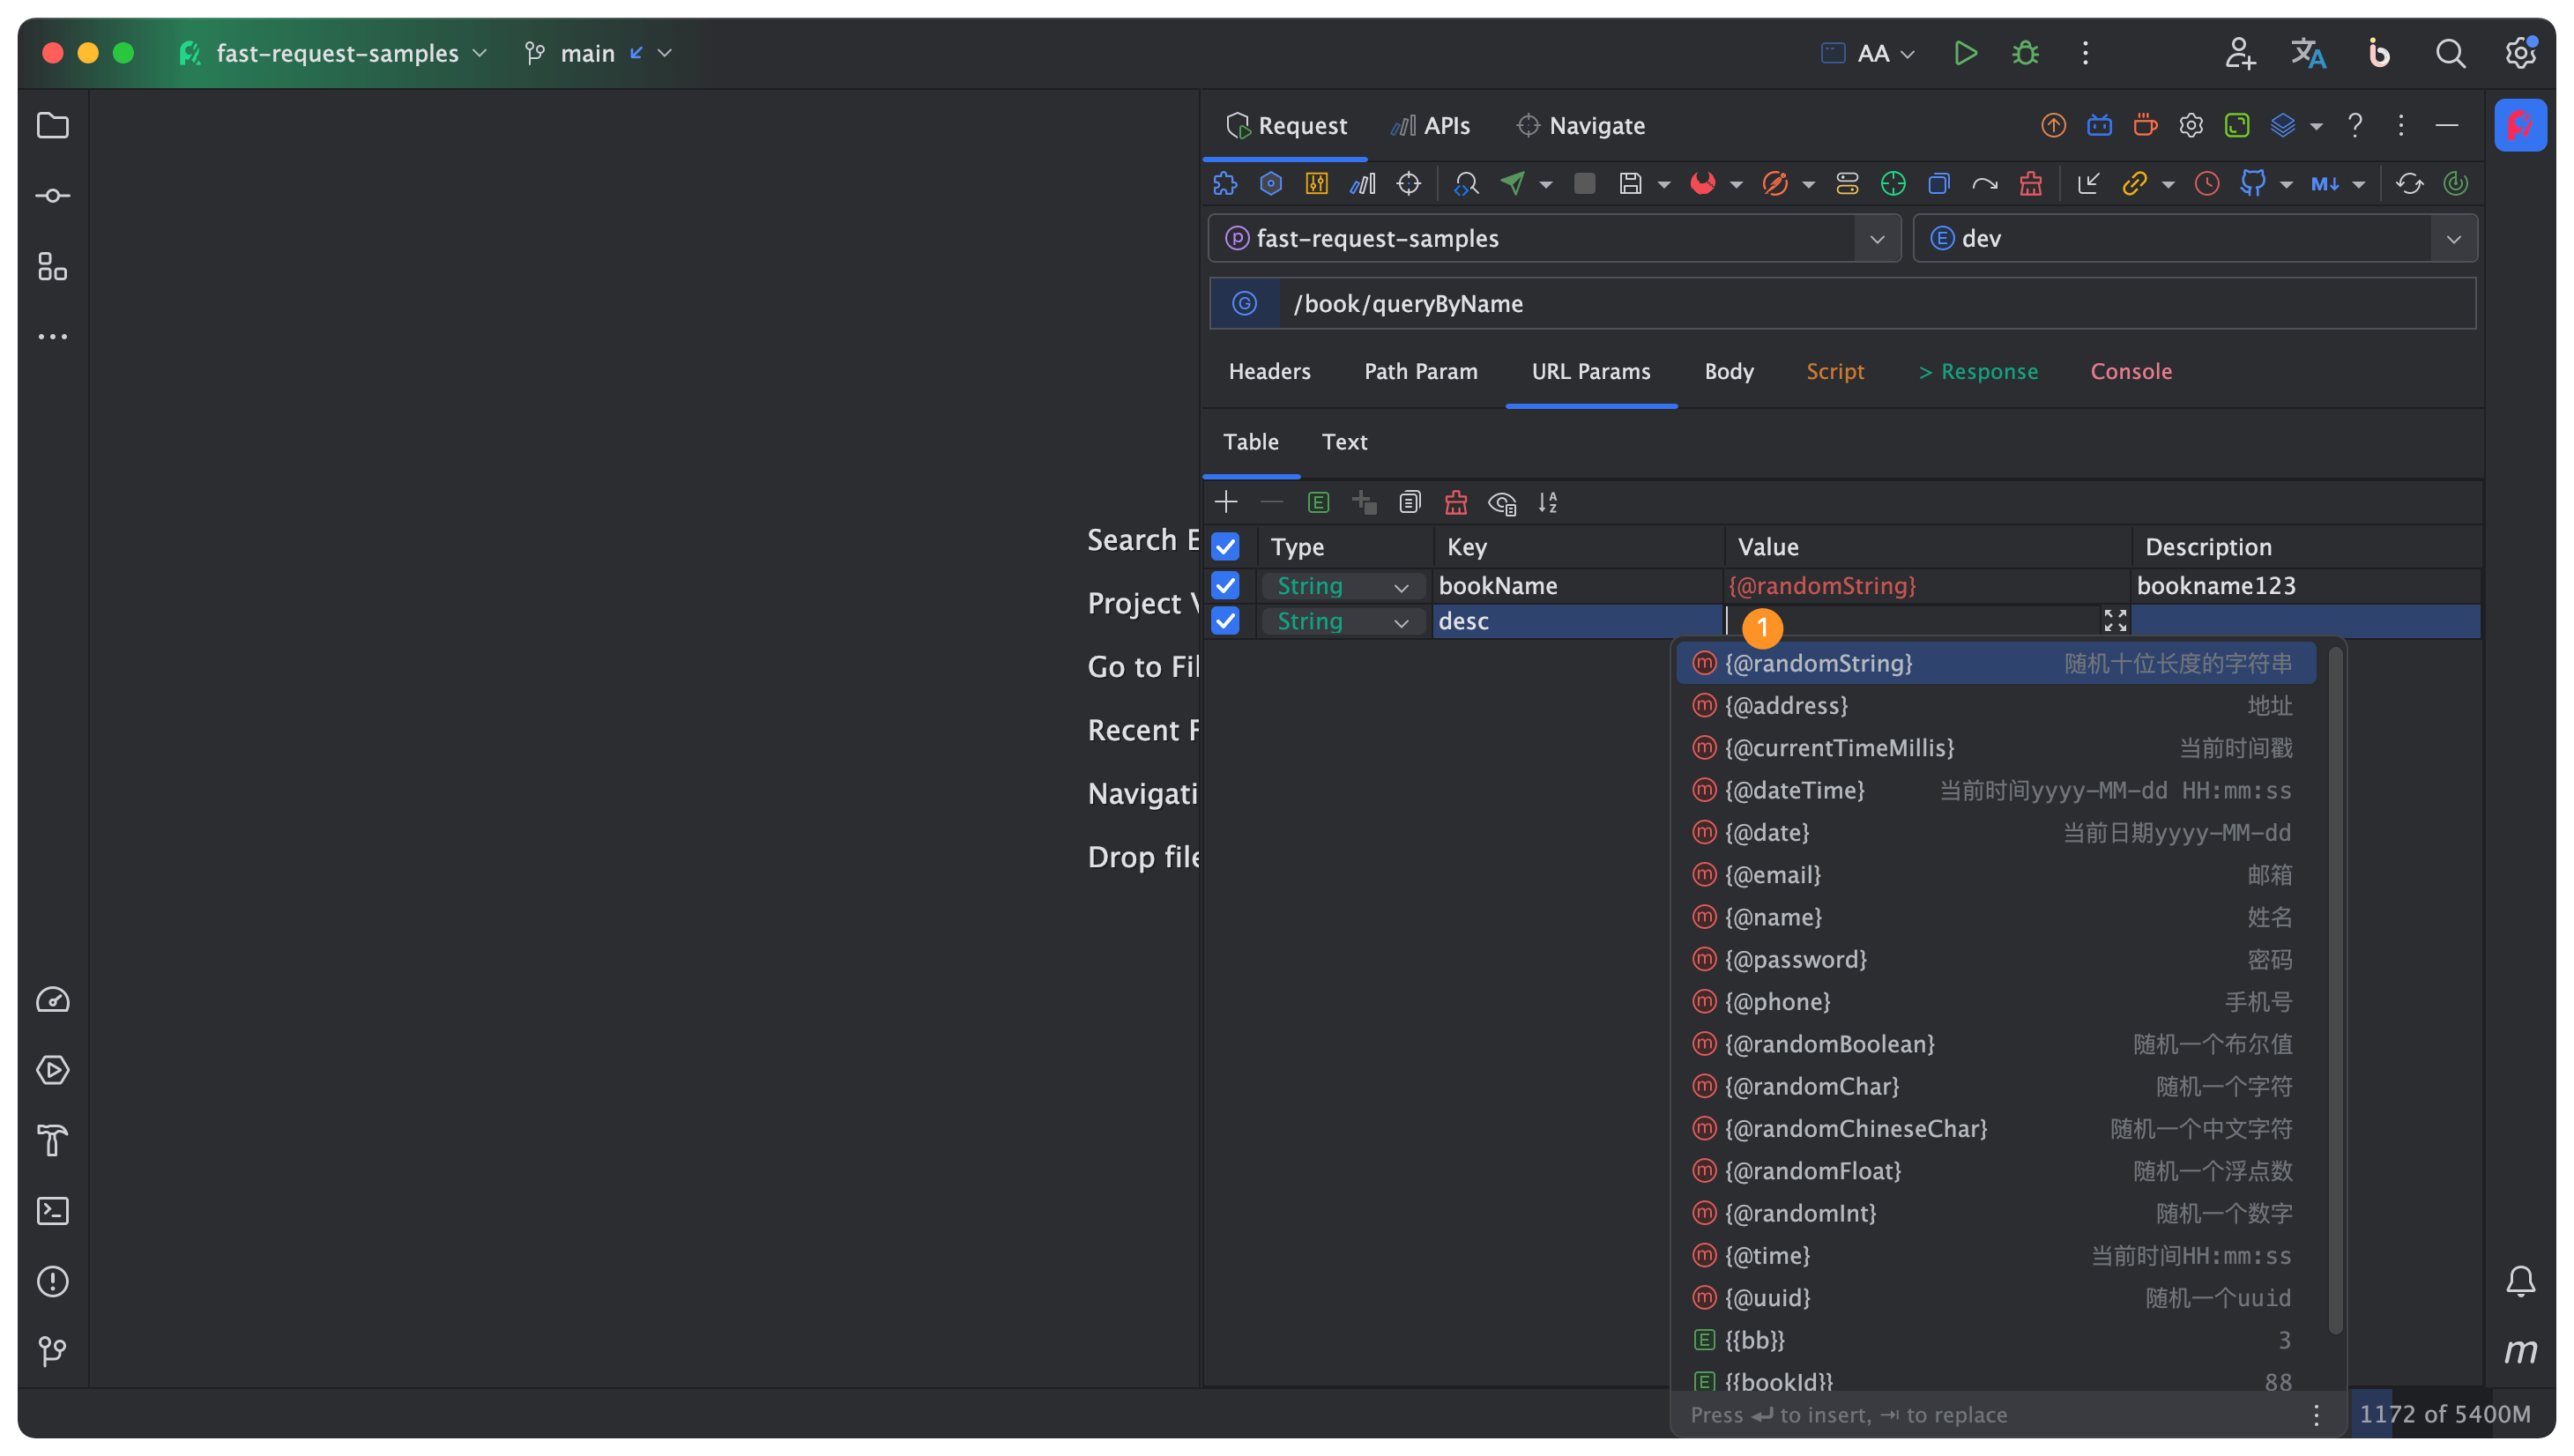 fast-request-samples
main
AA
Request
APIs
Navigate
fast-request-samples
dev
/book/queryByName
Headers
Path Param
URL Params
Body
Script
> Response
Console
Table
Text
Type
Key
Value
Description
String
bookName
{@randomString}
bookname123
String
desc
1
Search E
Project V
Go to Fil
Recent F
Navigati
Drop file
{@randomString} 随机十位长度的字符串
{@address} 地址
{@currentTimeMillis} 当前时间戳
{@dateTime} 当前时间yyyy-MM-dd HH:mm:ss
{@date} 当前日期yyyy-MM-dd
{@email} 邮箱
{@name} 姓名
{@password} 密码
{@phone} 手机号
{@randomBoolean} 随机一个布尔值
{@randomChar} 随机一个字符
{@randomChineseChar} 随机一个中文字符
{@randomFloat} 随机一个浮点数
{@randomInt} 随机一个数字
{@time} 当前时间HH:mm:ss
{@uuid} 随机一个uuid
{{bb}} 3
{{bookId}} 88
Press ↵ to insert, ⇥ to replace
1172 of 5400M